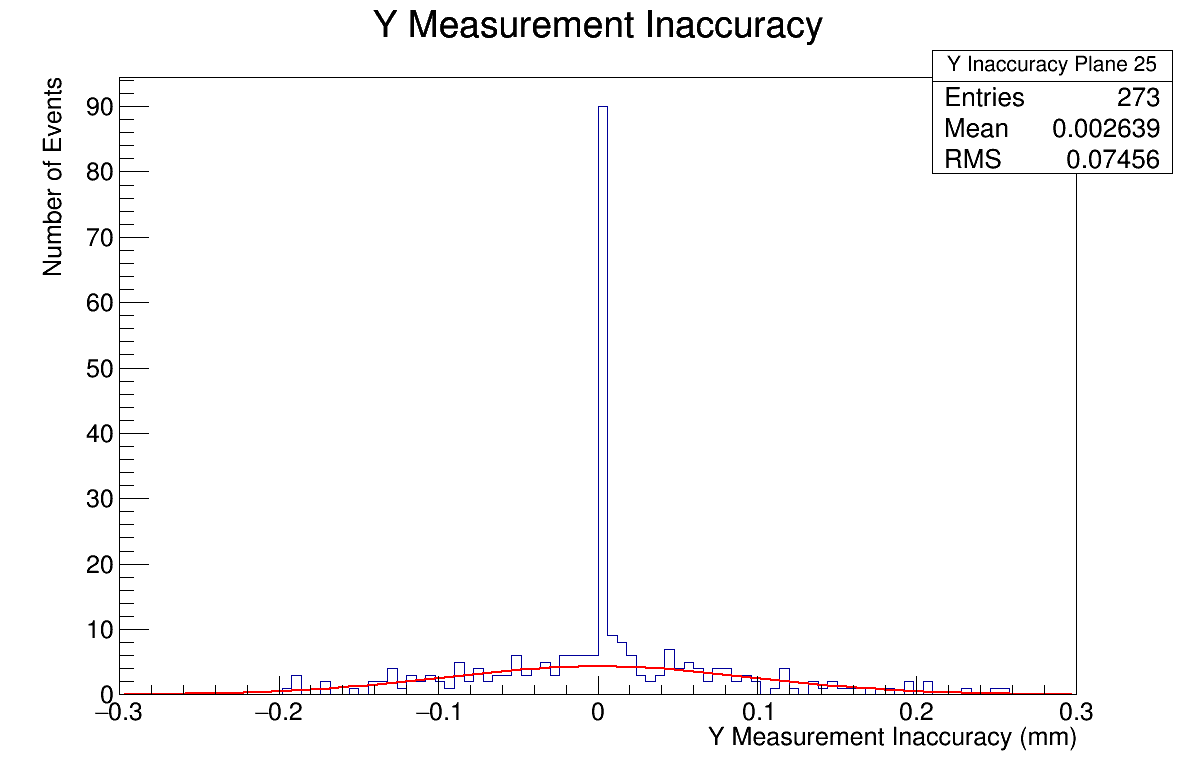 Y Measurement Inaccuracy
Y Inaccuracy Plane 25
Entries 273
Mean 0.002639
RMS 0.07456
Number of Events
90
80
70
60
50
40
30
20
10
0
−0.3 −0.2 −0.1 0 0.1 0.2 0.3
Y Measurement Inaccuracy (mm)